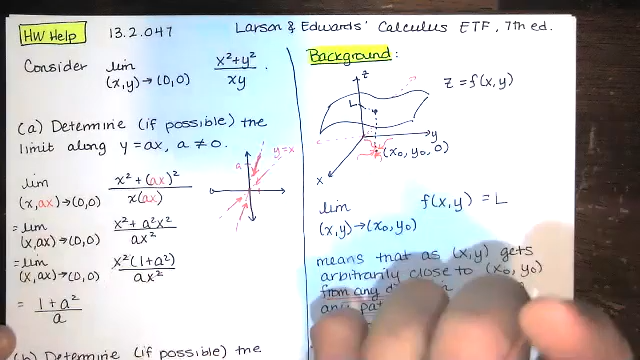 HW Help 13.2.047 Larson & Edwards' Calculus ETF, 7th ed.
Consider lim (x,y)→(0,0) x²+y² / xy .
(a) Determine (if possible) the
limit along y=ax, a≠0.
a
y=x
lim (x,ax)→(0,0) x²+(ax)² / x(ax)
= lim (x,ax)→(0,0) x²+a²x² / ax²
= lim (x,ax)→(0,0) x²(1+a²) / ax²
= 1+a² / a
(b) Determine (if possible) the
Background:
z
z=f(x,y)
L
y
(x₀,y₀,0)
x
lim (x,y)→(x₀,y₀) f(x,y) = L
means that as (x,y) gets
arbitrarily close to (x₀,y₀)
from any
any